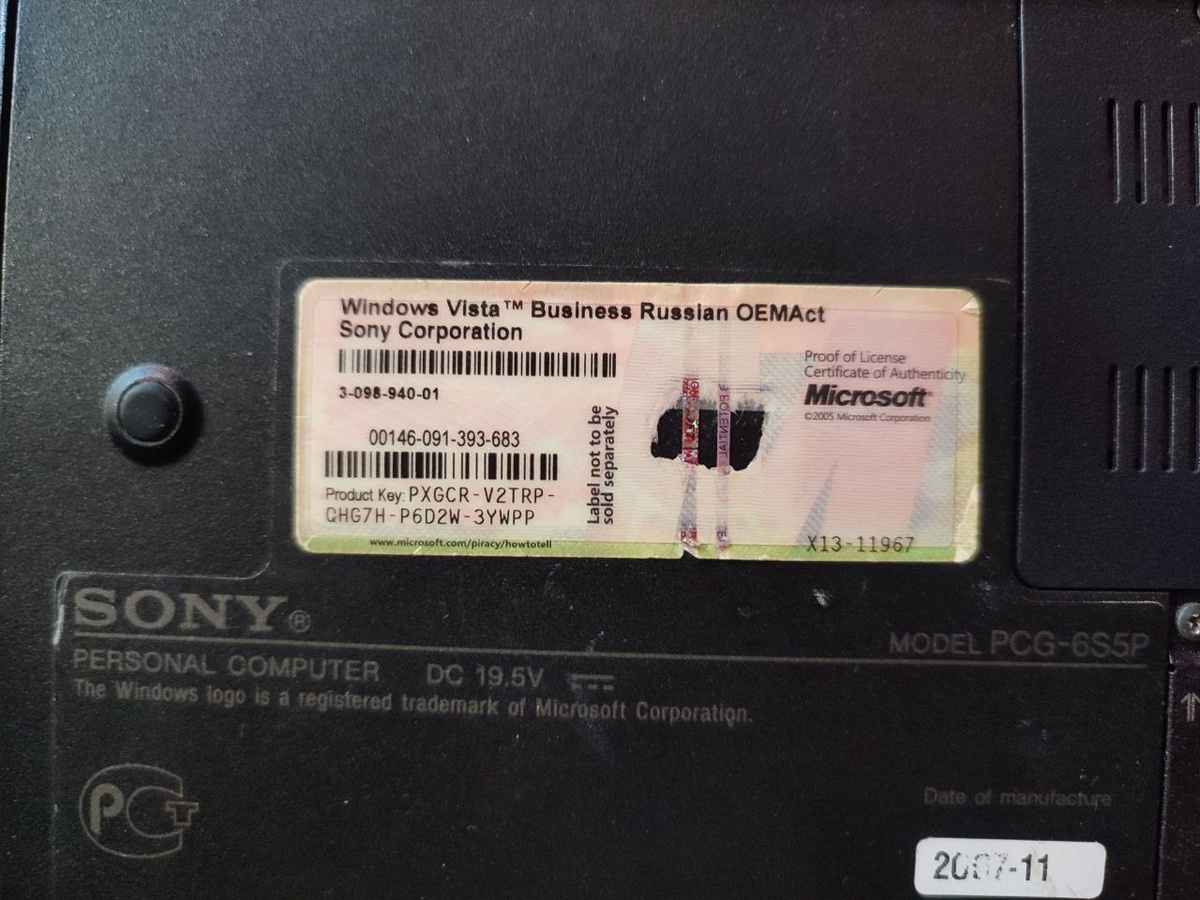 Windows Vista™ Business Russian OEMAct
Sony Corporation
3-098-940-01
00146-091-393-683
Product Key: PXGCR-V2TRP-
GHG7H-P6D2W-3YWPP
www.microsoft.com/piracy/howtotell
Label not to be
sold separately
POTENTIAL
Proof of License
Certificate of Authenticity
Microsoft®
©2005 Microsoft Corporation
X13-11967
SONY®
MODEL PCG-6S5P
PERSONAL COMPUTER DC 19.5V
The Windows logo is a registered trademark of Microsoft Corporation.
РСТ
Date of manufacture
2007-11